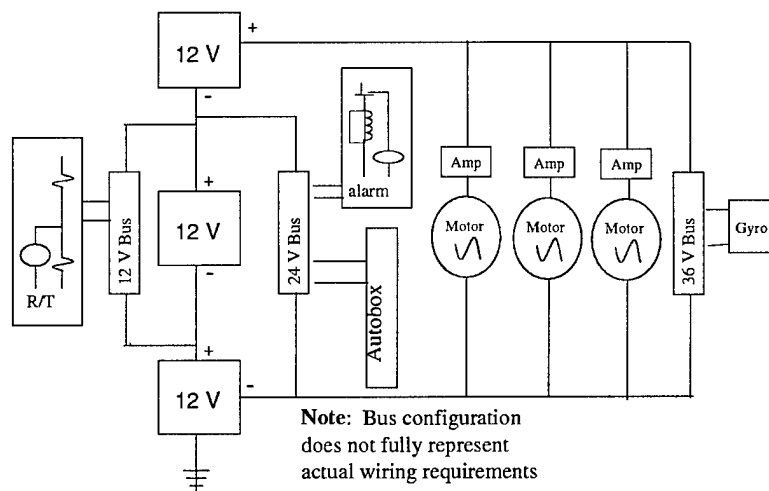 12 V
+
-
+
12 V
-
+
12 V
-
12 V Bus
R/T
24 V Bus
alarm
Autobox
Amp
Amp
Amp
Motor
Motor
Motor
36 V Bus
Gyro
Note: Bus configuration
does not fully represent
actual wiring requirements